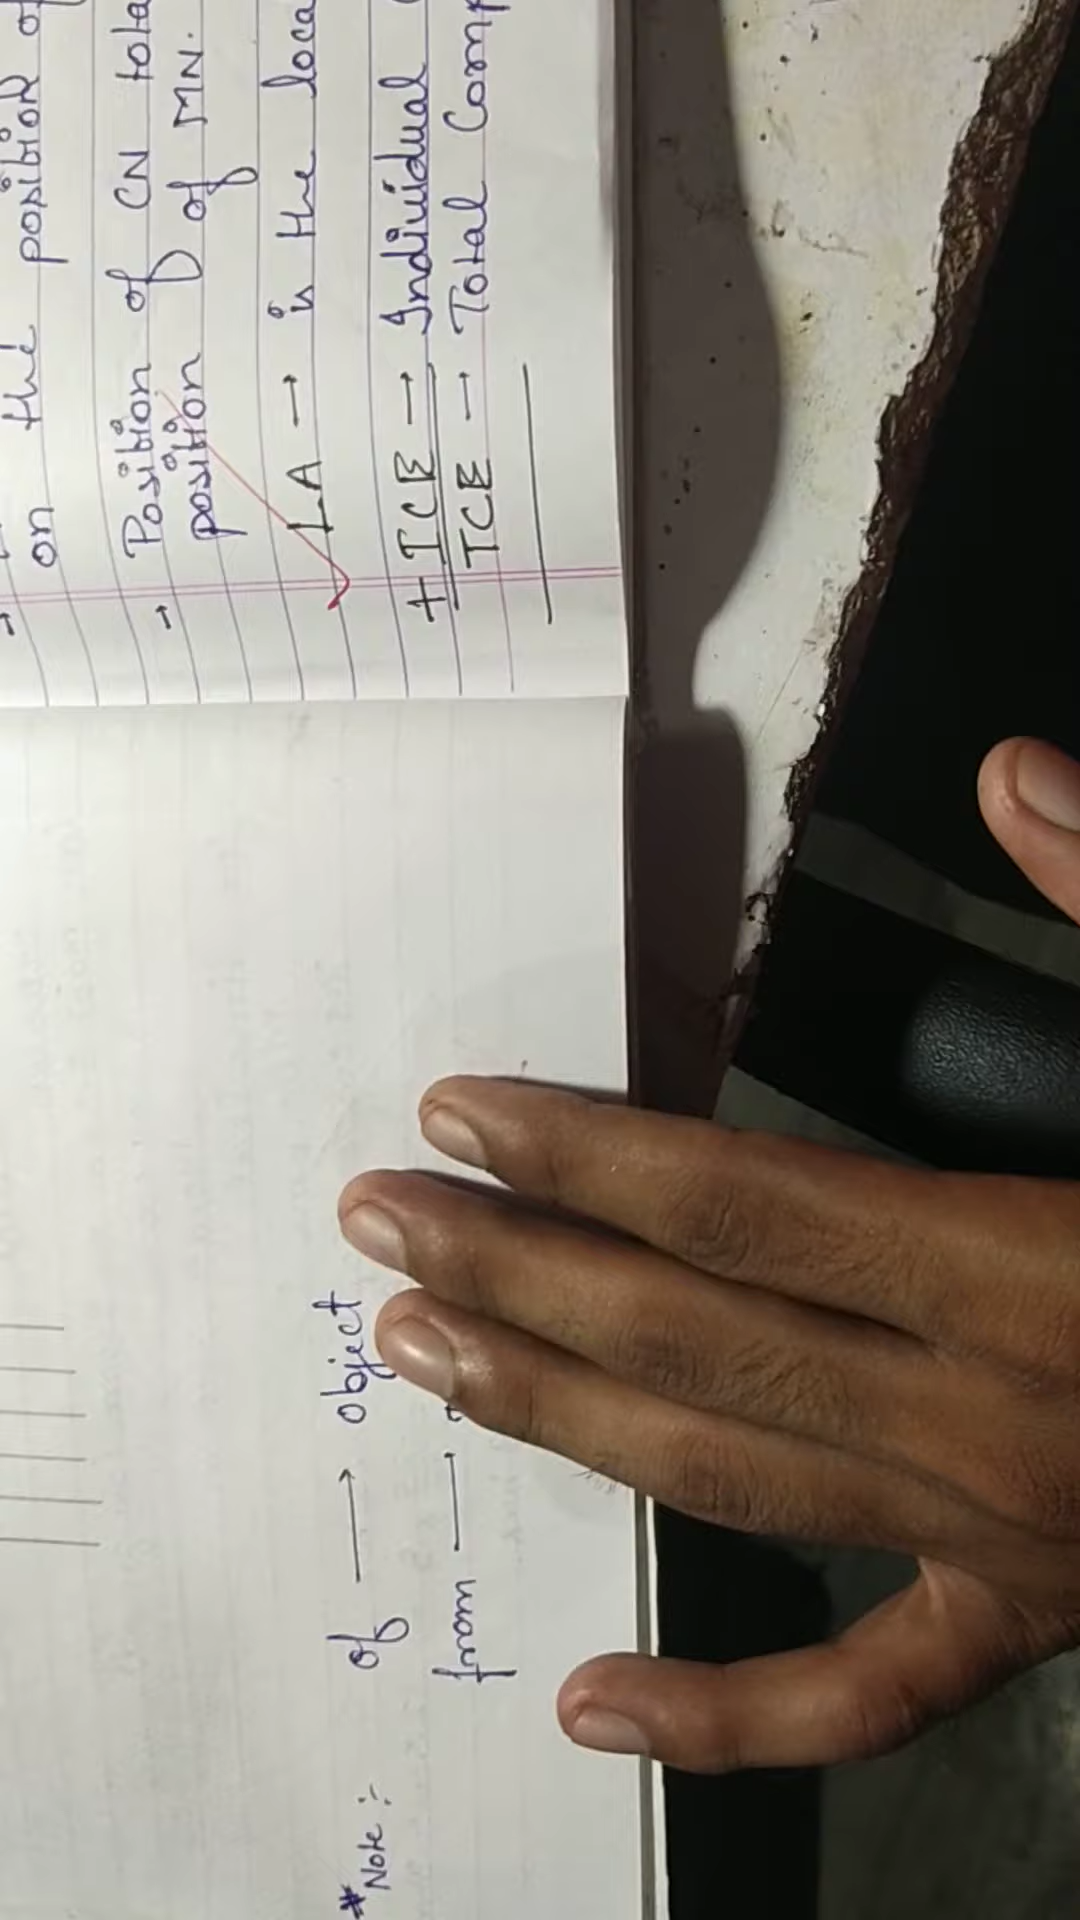 on the position of
→ Position of CN tota
position of MN.
LA → is the loca
+ ICE → Individual
TCE → Total Comp
* Note :- of → object
from →